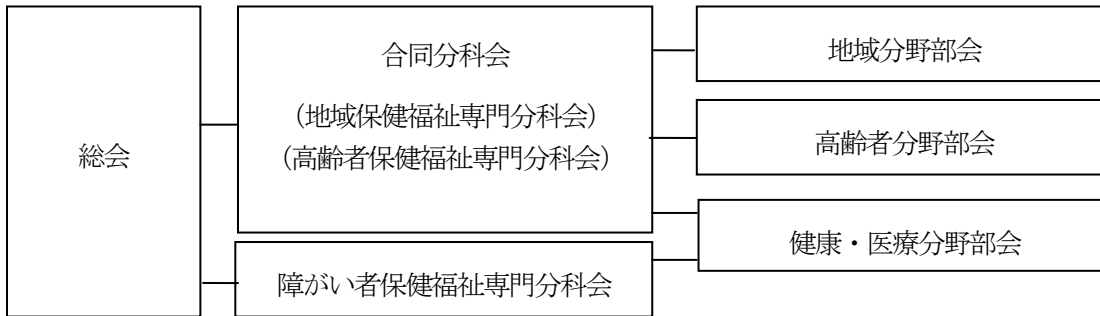 総会
合同分科会
（地域保健福祉専門分科会）
（高齢者保健福祉専門分科会）
障がい者保健福祉専門分科会
地域分野部会
高齢者分野部会
健康・医療分野部会